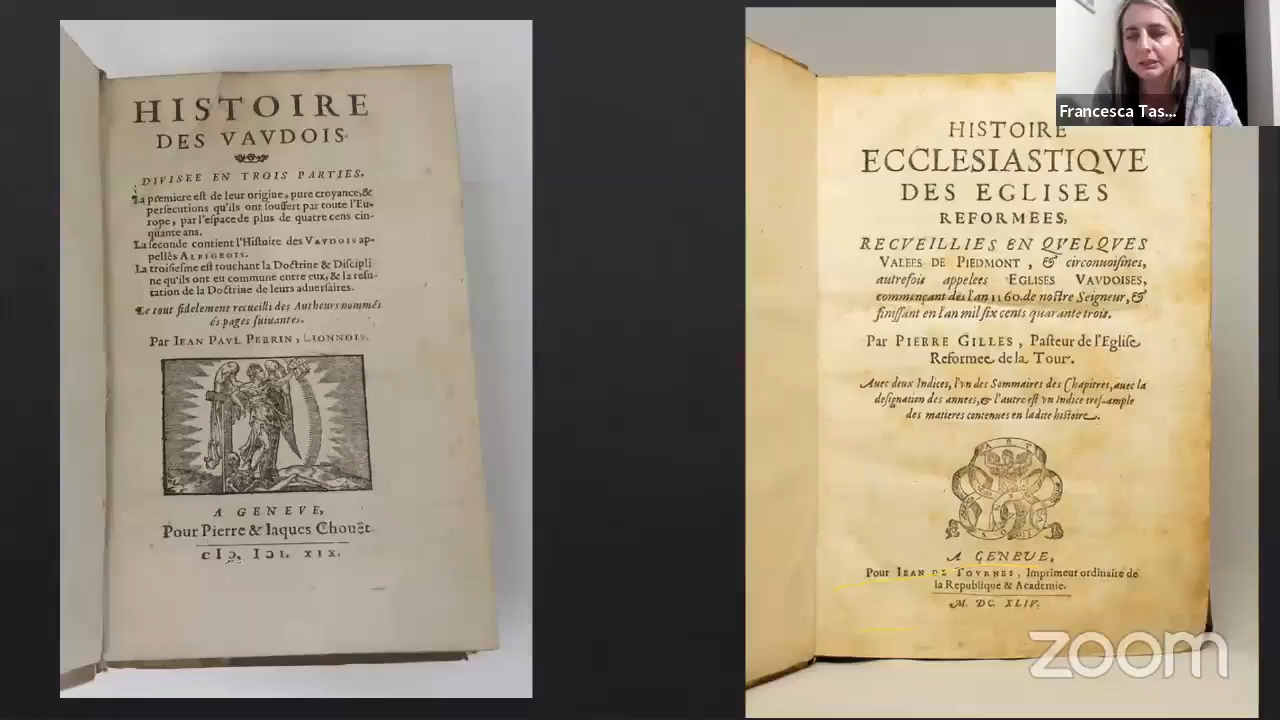 HISTOIRE
DES VAVDOIS.
DIVISEE EN TROIS PARTIES.
La premiere est de leur origine, pure croyance, &
persecutions qu'ils ont souffert par toute l'Eu-
rope, par l'espace de plus de quatre cens cin-
quante ans.
La seconde contient l'Histoire des VAVDOIS ap-
pellés ALBIGEOIS.
La troisiesme est touchant la Doctrine & Discipli
ne qu'ils ont eu commune entre eux, & la refu-
tation de la Doctrine de leurs aduersaires.
Le tout fidelement recueilli des Autheurs nommés
és pages suiuantes.
Par IEAN PAVL PERRIN, LIONNOIS.
A GENEVE,
Pour Pierre & Iaques Chouët.
cIↄ. Iↄi. XIX.
HISTOIRE
ECCLESIASTIQVE
DES EGLISES
REFORMEES,
RECVEILLIES EN QVELQVES
VALEES DE PIEDMONT, & circonuoisines,
autrefois appelees EGLISES VAVDOISES,
commençant des l'an 1160. de nostre Seigneur, &
finissant en l'an mil six cents quarante trois.
Par PIERRE GILLES, Pasteur de l'Eglise
Reformee de la Tour.
Auec deux Indices, l'vn des Sommaires des Chapitres, auec la
designation des annees, & l'autre est vn Indice tres-ample
des matieres contenues en ladite histoire.
A GENEVE,
Pour IEAN DE TOVRNES, Imprimeur ordinaire de
la Republique & Academie.
M. DC. XLIV.
Francesca Tas...
zoom